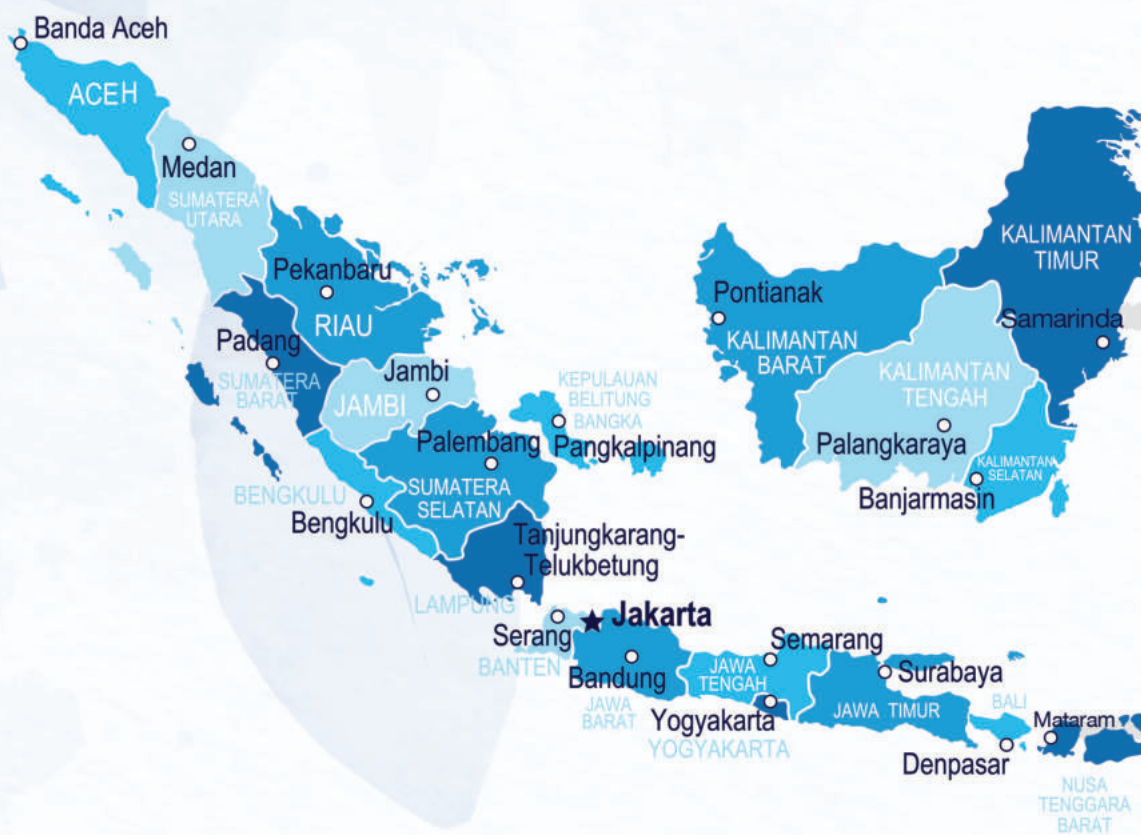 Banda Aceh
ACEH
Medan
SUMATERA
UTARA
Pekanbaru
RIAU
Padang
SUMATERA
BARAT
Jambi
JAMBI
KEPULAUAN
BELITUNG
BANGKA
Pangkalpinang
Palembang
SUMATERA
SELATAN
BENGKULU
Bengkulu
Tanjungkarang-
Telukbetung
LAMPUNG
KALIMANTAN
TIMUR
Samarinda
Pontianak
KALIMANTAN
BARAT
KALIMANTAN
TENGAH
Palangkaraya
KALIMANTAN
SELATAN
Banjarmasin
Jakarta
Serang
BANTEN
Bandung
JAWA
BARAT
Semarang
JAWA
TENGAH
Yogyakarta
YOGYAKARTA
Surabaya
JAWA TIMUR
BALI
Denpasar
Mataram
NUSA
TENGGARA
BARAT